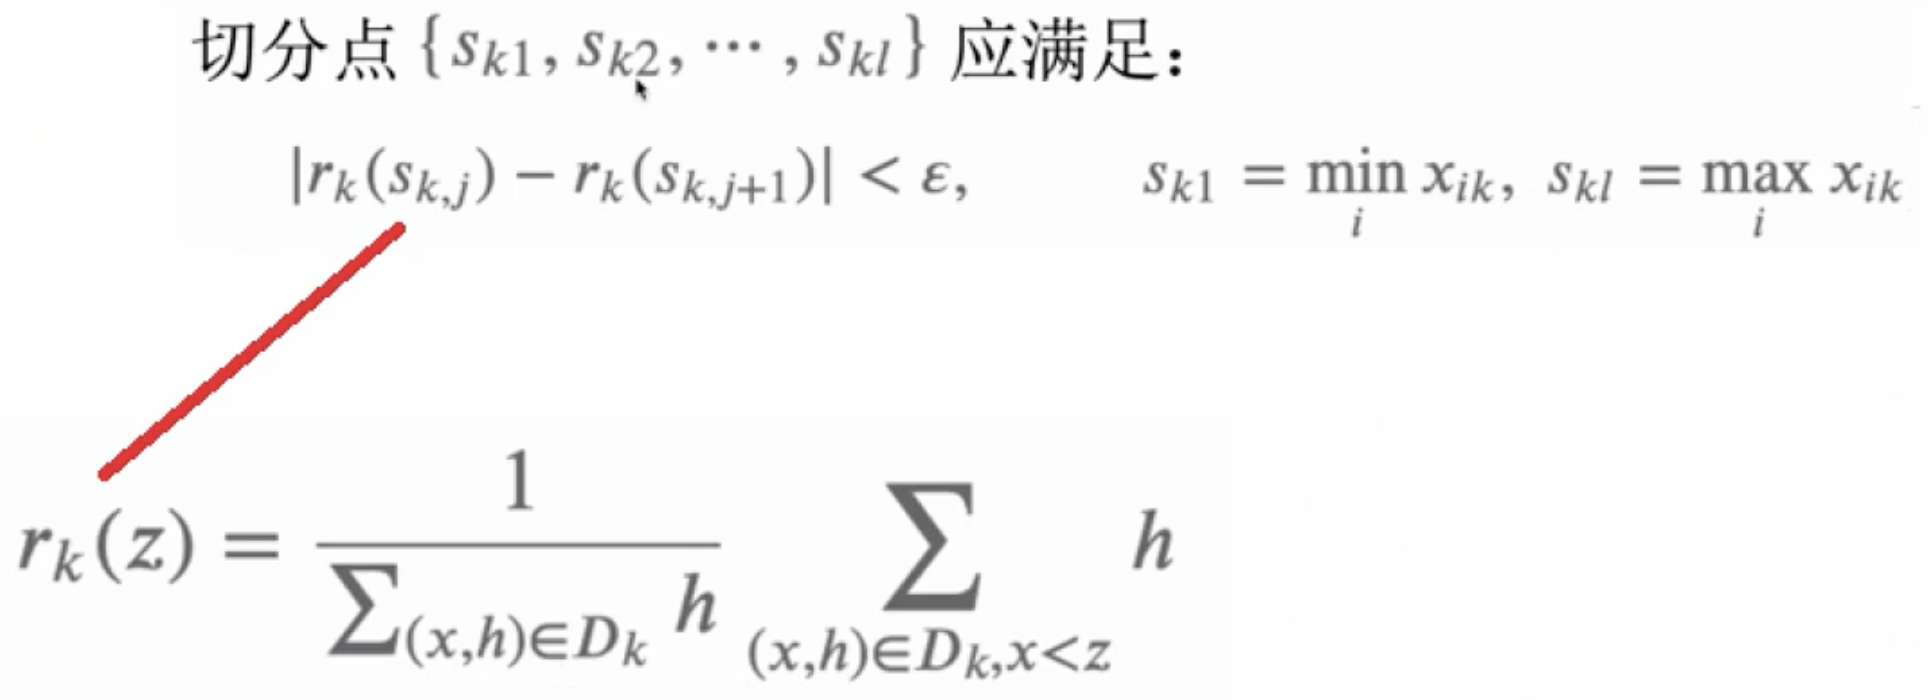 切分点 {s_{k1}, s_{k2}, ⋯ , s_{kl}} 应满足：
|r_k(s_{k,j}) − r_k(s_{k,j+1})| < ε, s_{k1} = min_i x_{ik}, s_{kl} = max_i x_{ik}
r_k(z) = \frac{1}{∑_{(x,h)∈D_k} h} ∑_{(x,h)∈D_k, x<z} h